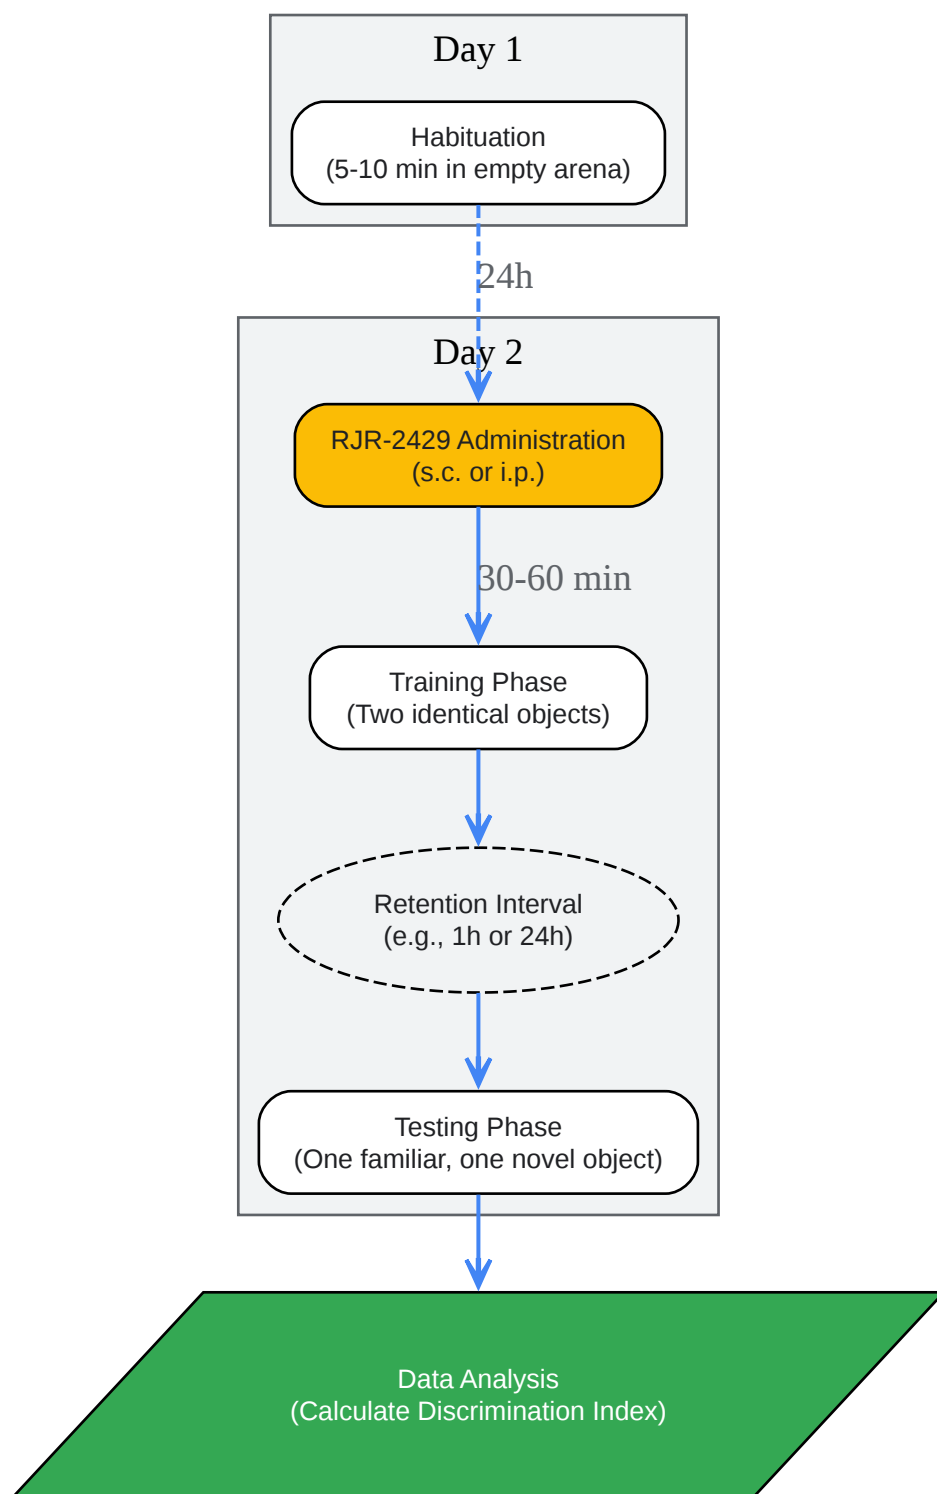 Day 1
Habituation
(5-10 min in empty arena)
24h
Day 2
RJR-2429 Administration
(s.c. or i.p.)
30-60 min
Training Phase
(Two identical objects)
Retention Interval
(e.g., 1h or 24h)
Testing Phase
(One familiar, one novel object)
Data Analysis
(Calculate Discrimination Index)